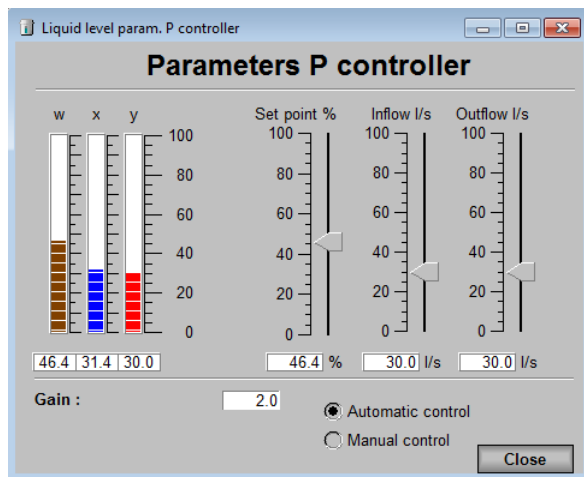 Liquid level param. P controller
Parameters P controller
w x y Set point % Inflow l/s Outflow l/s
100 100 100 100
80 80 80 80
60 60 60 60
40 40 40 40
20 20 20 20
0 0 0 0
46.4 31.4 30.0 46.4 % 30.0 l/s 30.0 l/s
Gain : 2.0 Automatic control
Manual control
Close